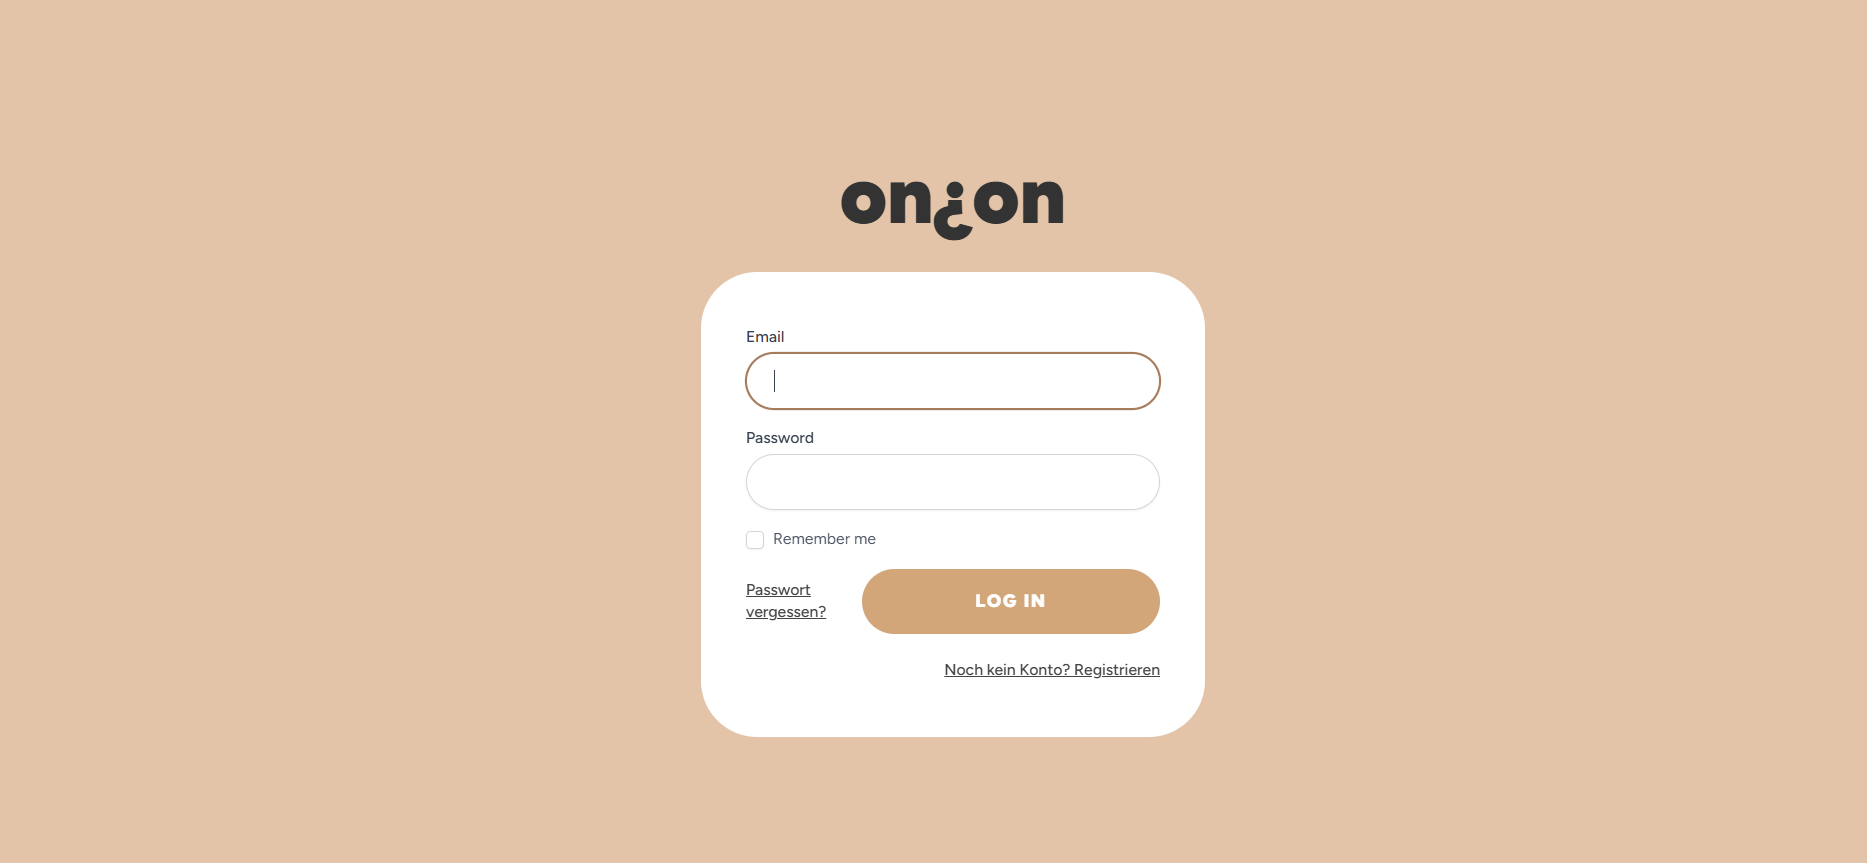 on¿on
Email
Password
Remember me
Passwort
vergessen?
LOG IN
Noch kein Konto? Registrieren